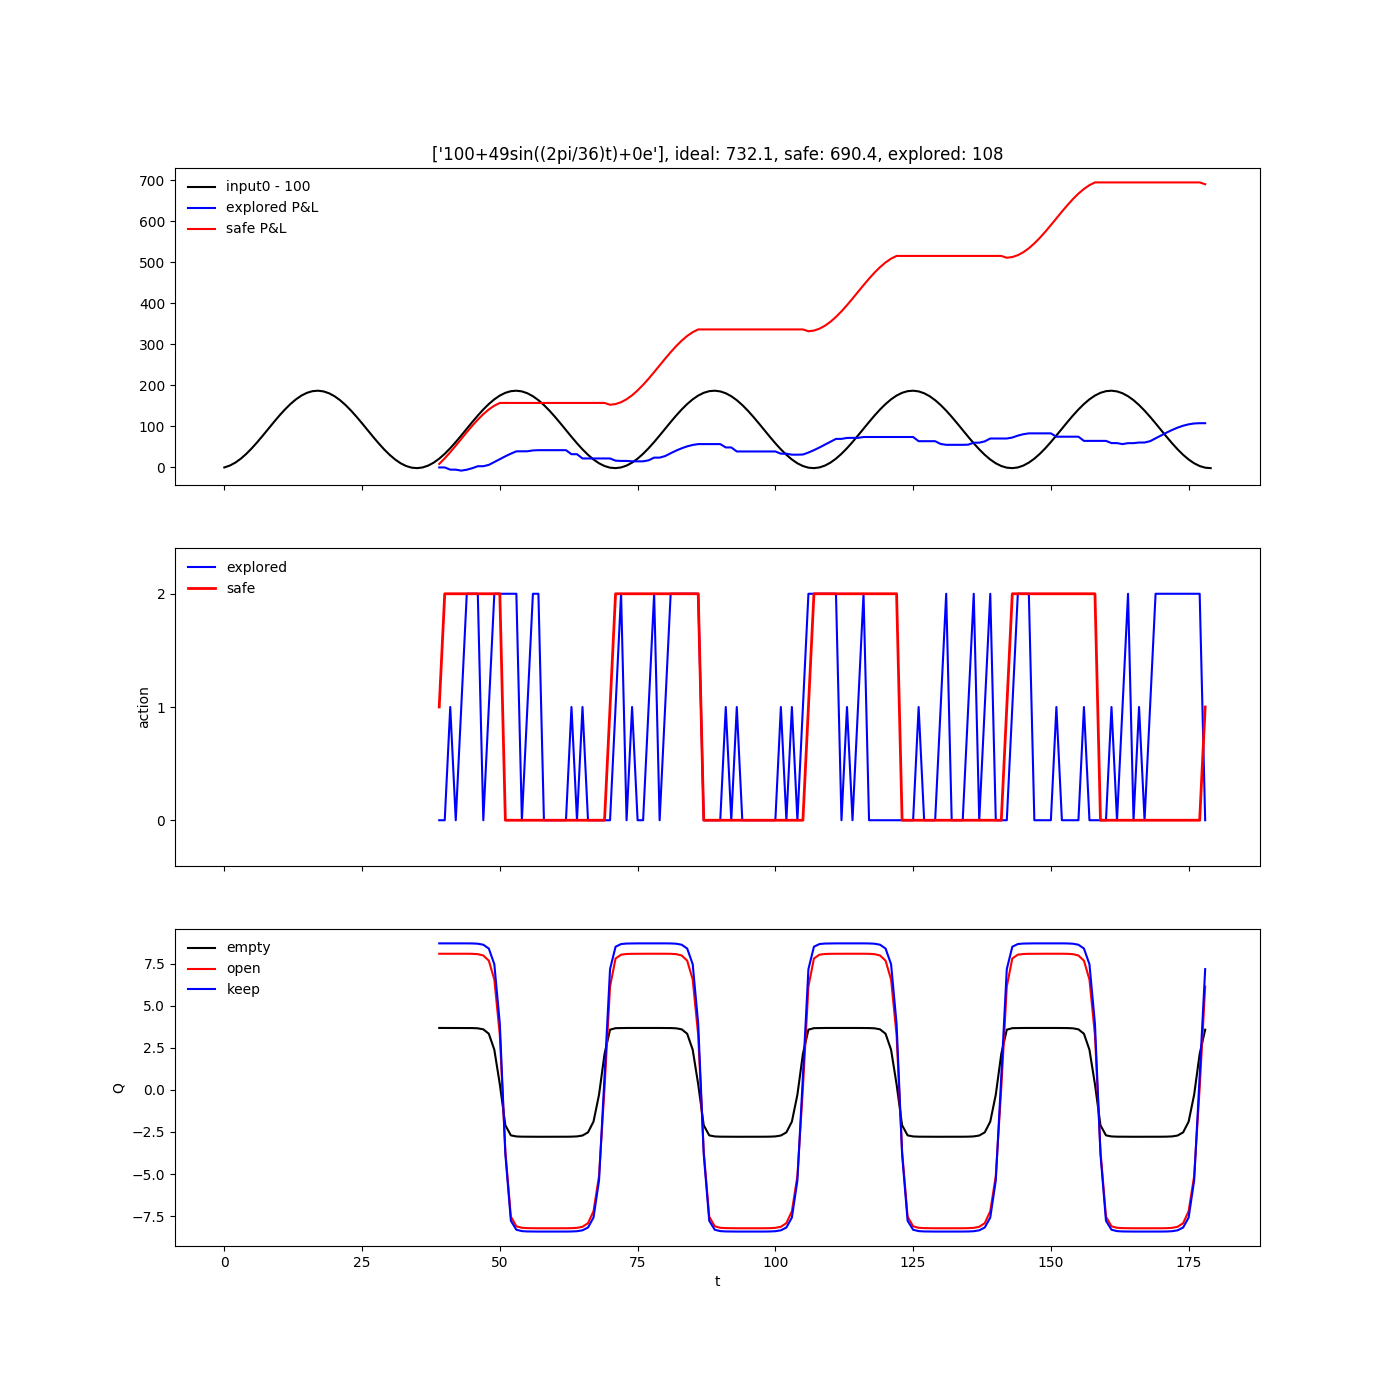 ['100+49sin((2pi/36)t)+0e'], ideal: 732.1, safe: 690.4, explored: 108
700
600
500
400
300
200
100
0
input0 - 100
explored P&L
safe P&L
action
2
1
0
explored
safe
Q
7.5
5.0
2.5
0.0
−2.5
−5.0
−7.5
empty
open
keep
0 25 50 75 100 125 150 175
t